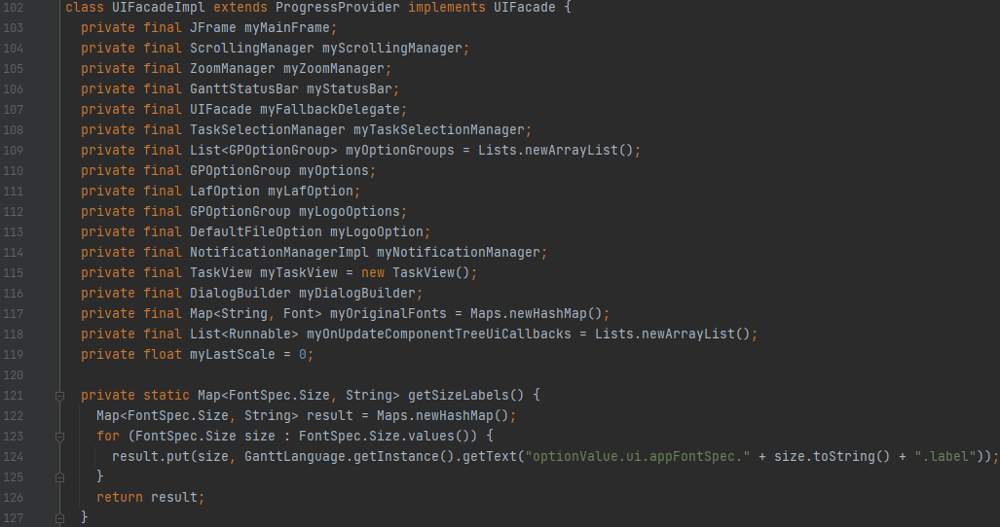 102 class UIFacadeImpl extends ProgressProvider implements UIFacade {
103 private final JFrame myMainFrame;
104 private final ScrollingManager myScrollingManager;
105 private final ZoomManager myZoomManager;
106 private final GanttStatusBar myStatusBar;
107 private final UIFacade myFallbackDelegate;
108 private final TaskSelectionManager myTaskSelectionManager;
109 private final List<GPOptionGroup> myOptionGroups = Lists.newArrayList();
110 private final GPOptionGroup myOptions;
111 private final LafOption myLafOption;
112 private final GPOptionGroup myLogoOptions;
113 private final DefaultFileOption myLogoOption;
114 private final NotificationManagerImpl myNotificationManager;
115 private final TaskView myTaskView = new TaskView();
116 private final DialogBuilder myDialogBuilder;
117 private final Map<String, Font> myOriginalFonts = Maps.newHashMap();
118 private final List<Runnable> myOnUpdateComponentTreeUiCallbacks = Lists.newArrayList();
119 private float myLastScale = 0;
120
121 private static Map<FontSpec.Size, String> getSizeLabels() {
122 Map<FontSpec.Size, String> result = Maps.newHashMap();
123 for (FontSpec.Size size : FontSpec.Size.values()) {
124 result.put(size, GanttLanguage.getInstance().getText("optionValue.ui.appFontSpec." + size.toString() + ".label"));
125 }
126 return result;
127 }